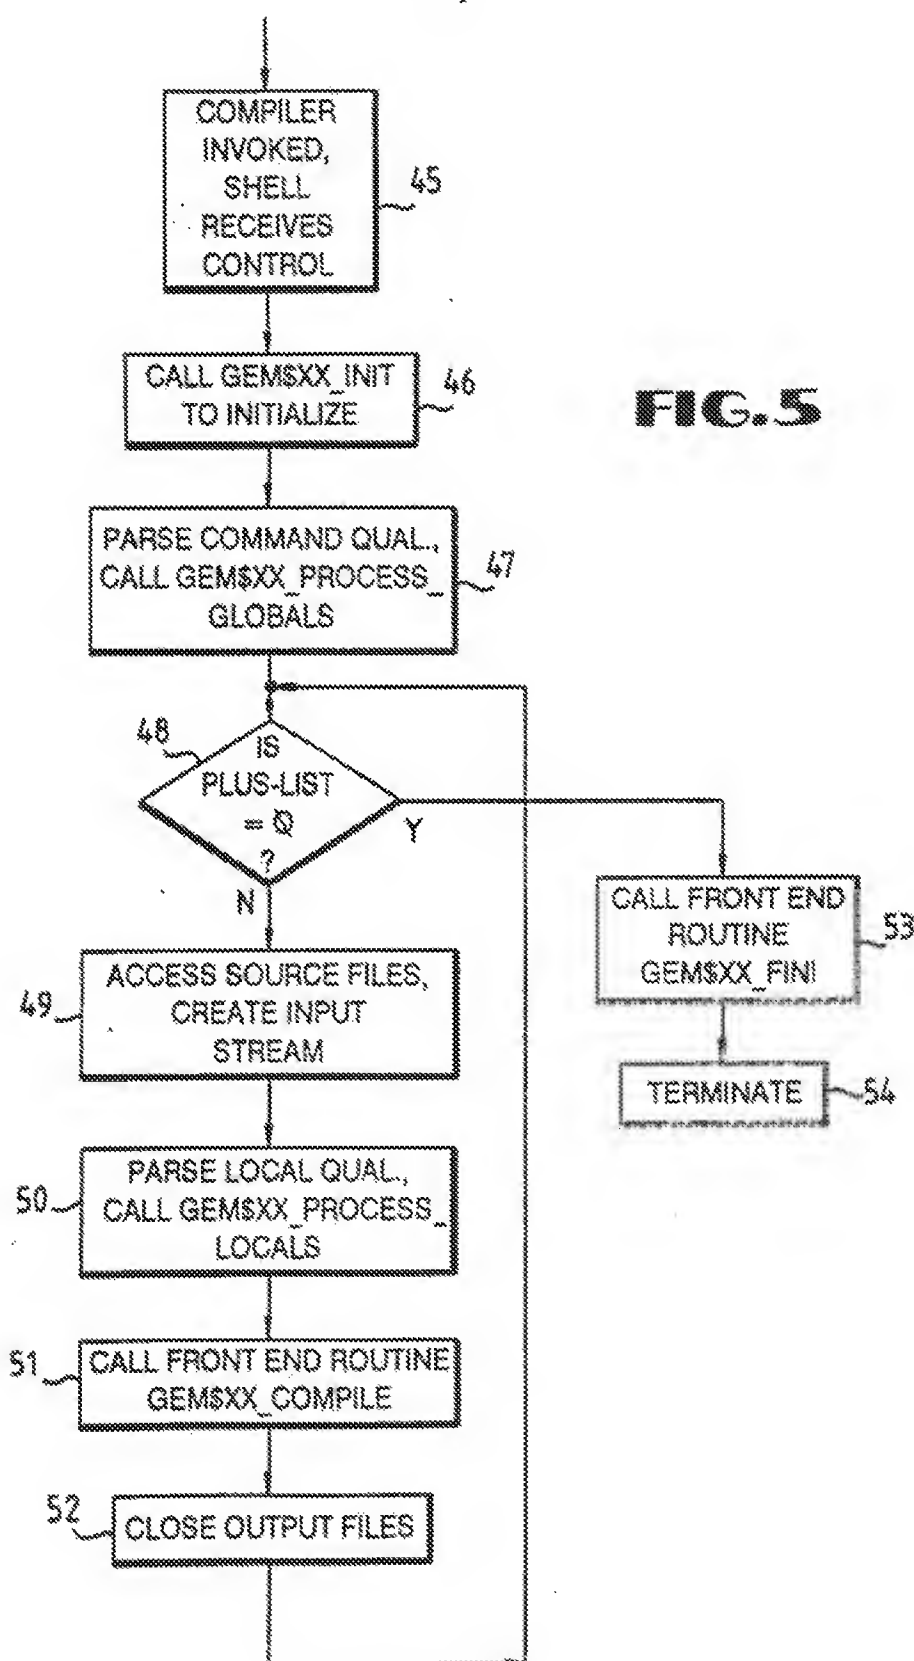 COMPILER
INVOKED,
SHELL
RECEIVES
CONTROL
45
CALL GEM$XX_INIT
TO INITIALIZE
46
FIG.5
PARSE COMMAND QUAL.,
CALL GEM$XX_PROCESS_
GLOBALS
47
48
IS
PLUS-LIST
= 0
?
Y
N
CALL FRONT END
ROUTINE
GEM$XX_FINI
53
ACCESS SOURCE FILES,
CREATE INPUT
STREAM
49
TERMINATE
54
PARSE LOCAL QUAL.,
CALL GEM$XX_PROCESS_
LOCALS
50
51
CALL FRONT END ROUTINE
GEM$XX_COMPILE
52
CLOSE OUTPUT FILES